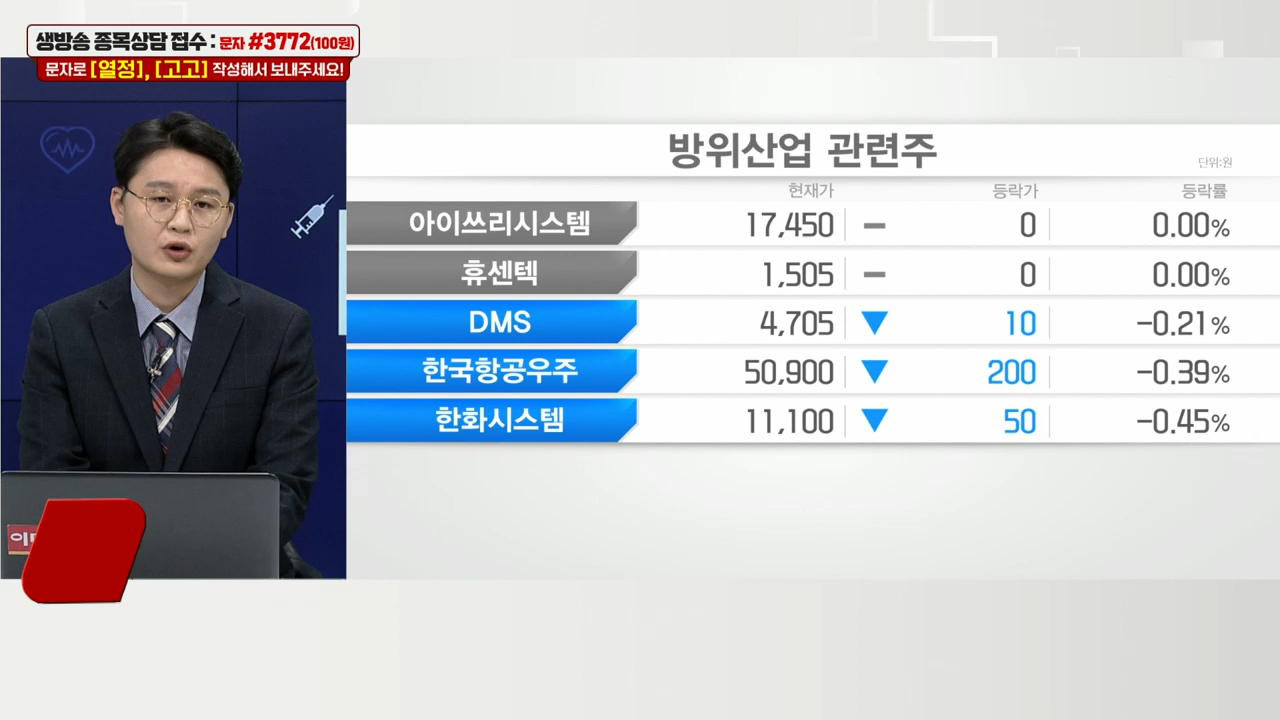 생방송 종목상담 접수 : 문자 #3772(100원)
문자로 [열정], [고고] 작성해서 보내주세요!
방위산업 관련주
단위:원
현재가 등락가 등락률
아이쓰리시스템 17,450 0 0.00%
휴센텍 1,505 0 0.00%
DMS 4,705 ▼ 10 -0.21%
한국항공우주 50,900 ▼ 200 -0.39%
한화시스템 11,100 ▼ 50 -0.45%